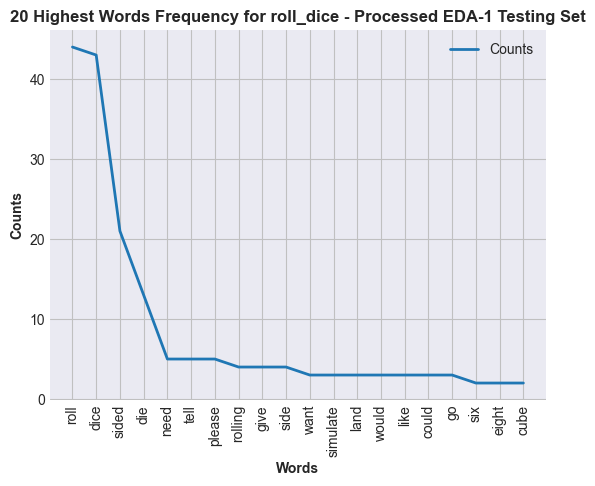 20 Highest Words Frequency for roll_dice - Processed EDA-1 Testing Set
Counts
40
30
20
10
0
Counts
roll
dice
sided
die
need
tell
please
rolling
give
side
want
simulate
land
would
like
could
go
six
eight
cube
Words